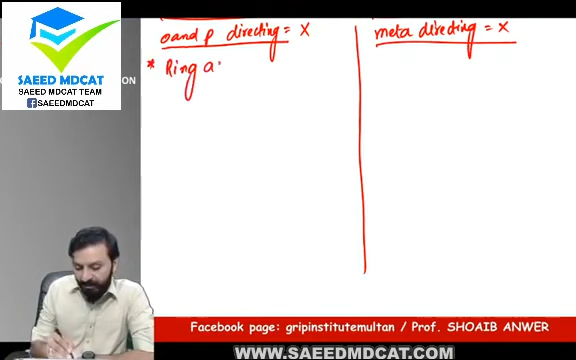 o and p directing = X
meta directing = X
* Ring a
SAEED MDCAT
SAEED MDCAT TEAM
SAEEDMDCAT
Facebook page: gripinstitutemultan / Prof. SHOAIB ANWER
WWW.SAEEDMDCAT.COM